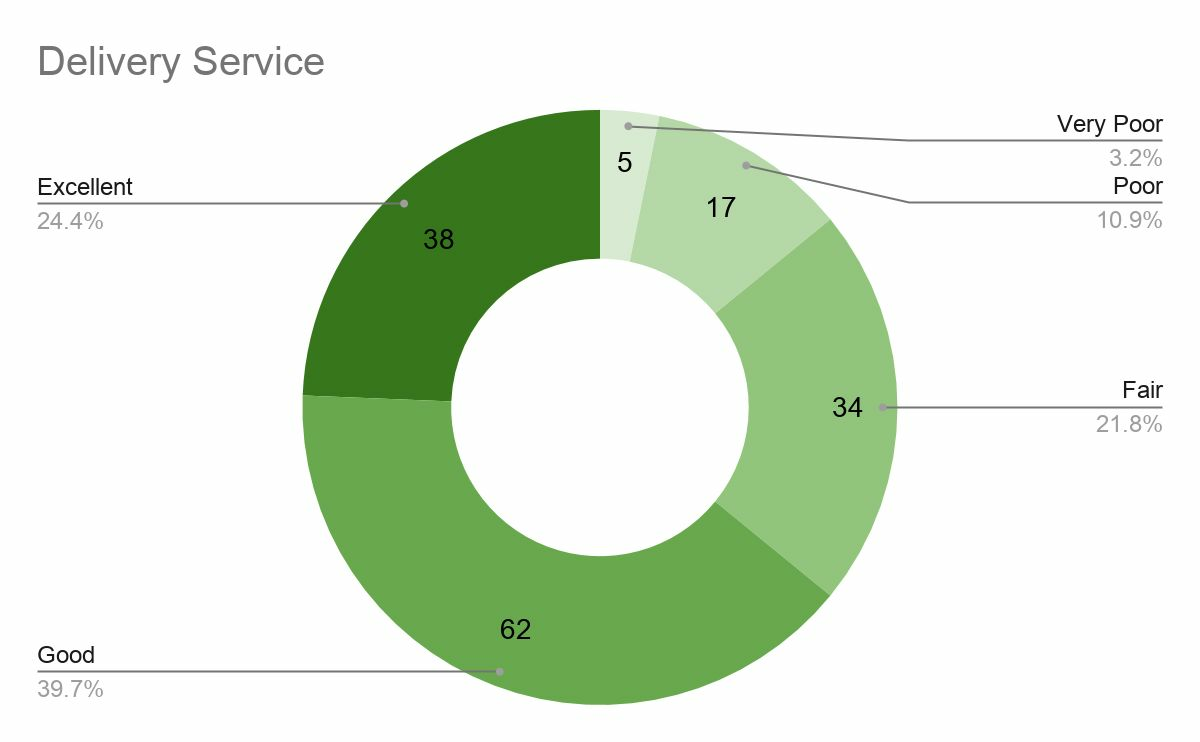 Delivery Service
Very Poor
3.2%
Poor
10.9%
Fair
21.8%
Good
39.7%
Excellent
24.4%
5
17
34
62
38